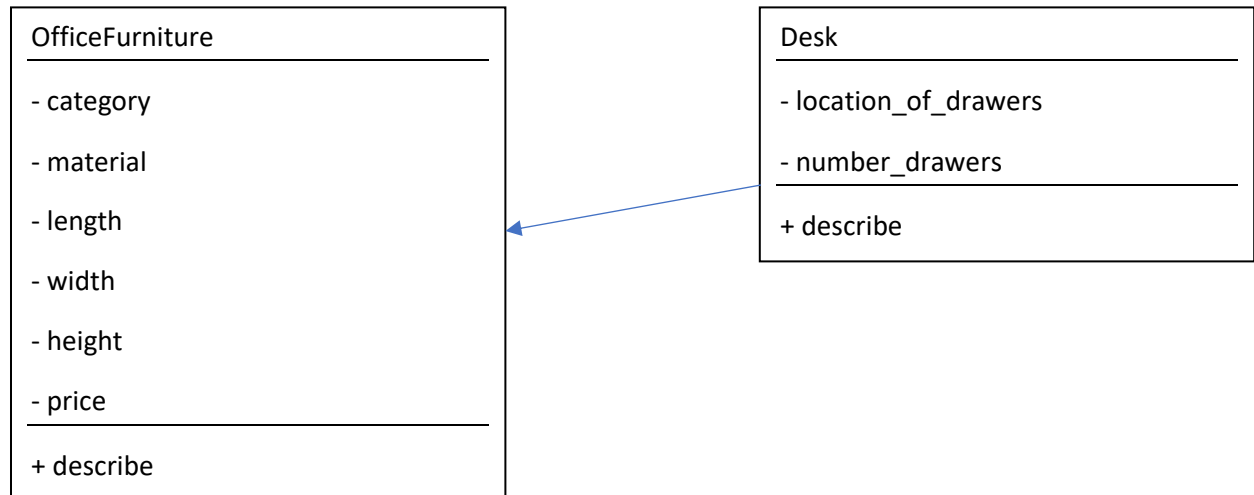 OfficeFurniture
- category
- material
- length
- width
- height
- price
+ describe
Desk
- location_of_drawers
- number_drawers
+ describe